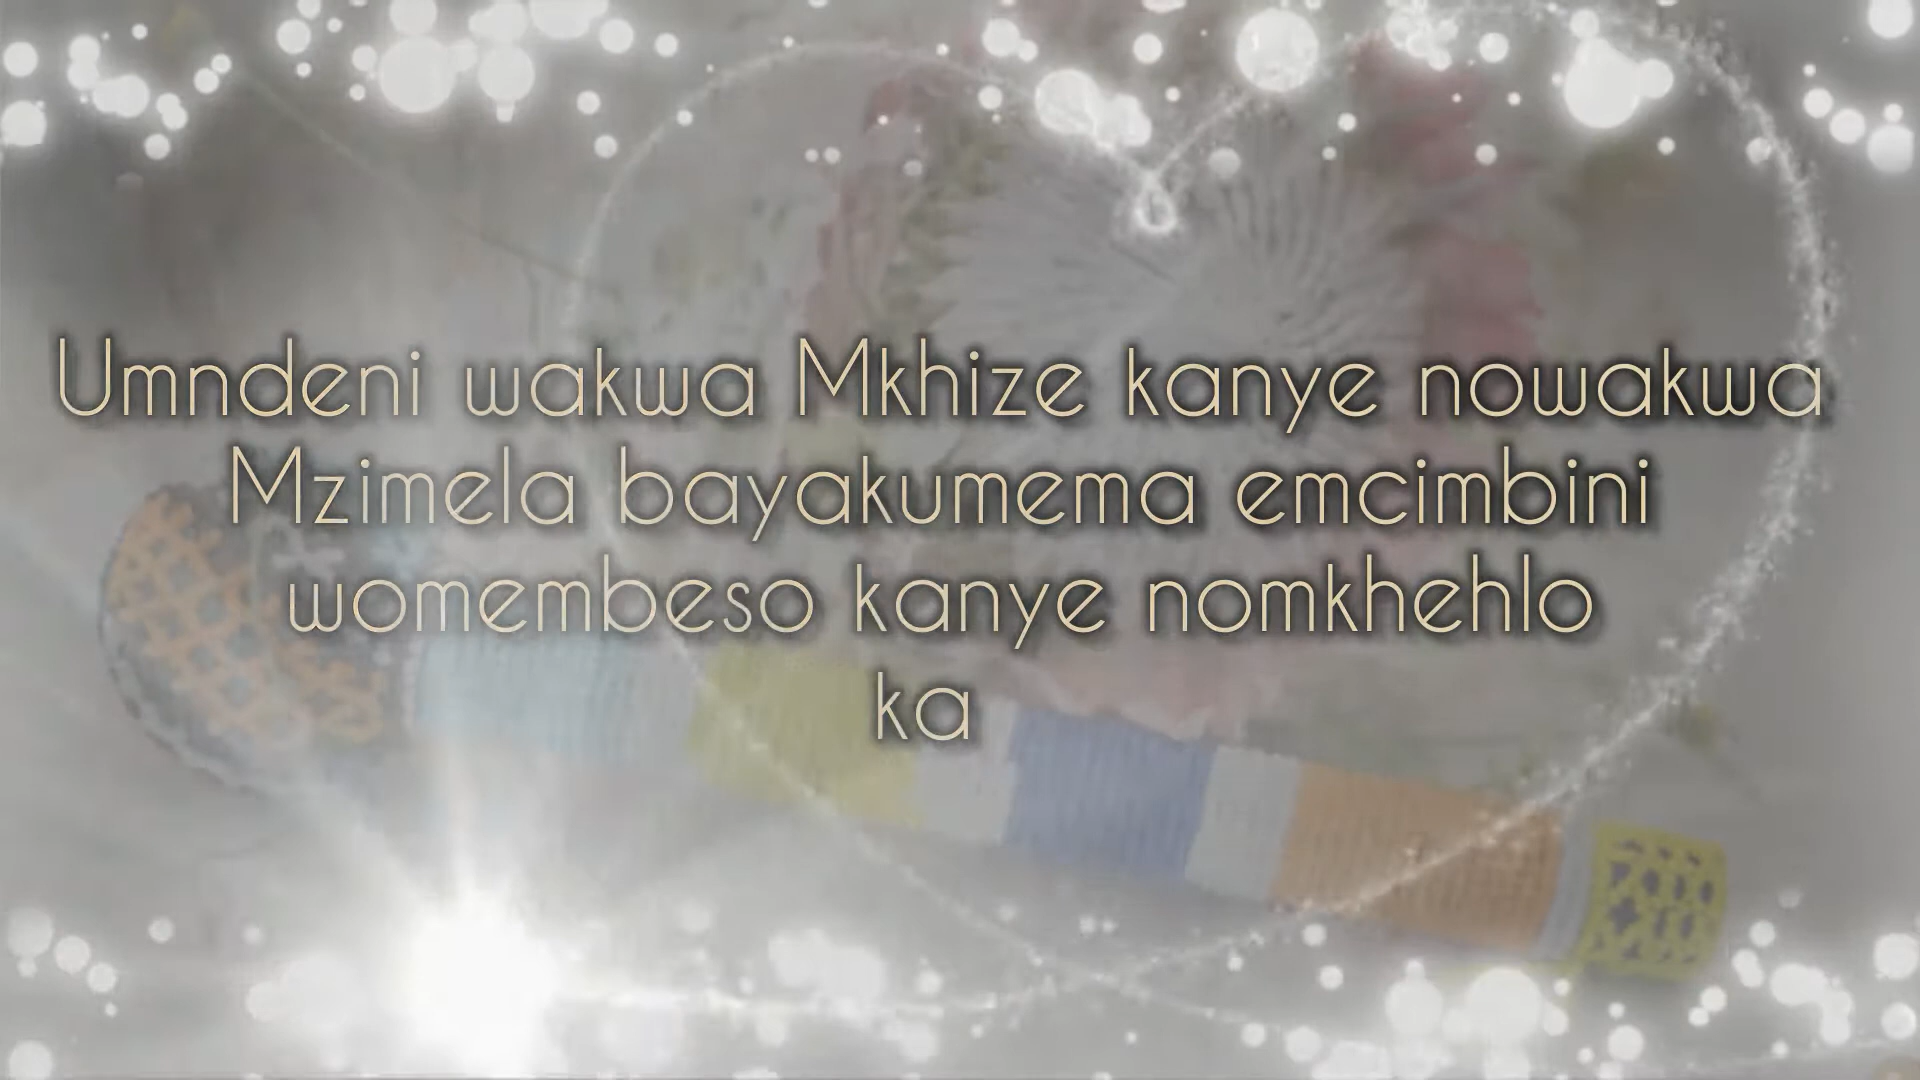 Umndeni wakwa Mkhize kanye nowakwa
Mzimela bayakumema emcimbini
womembeso kanye nomkhehlo
ka